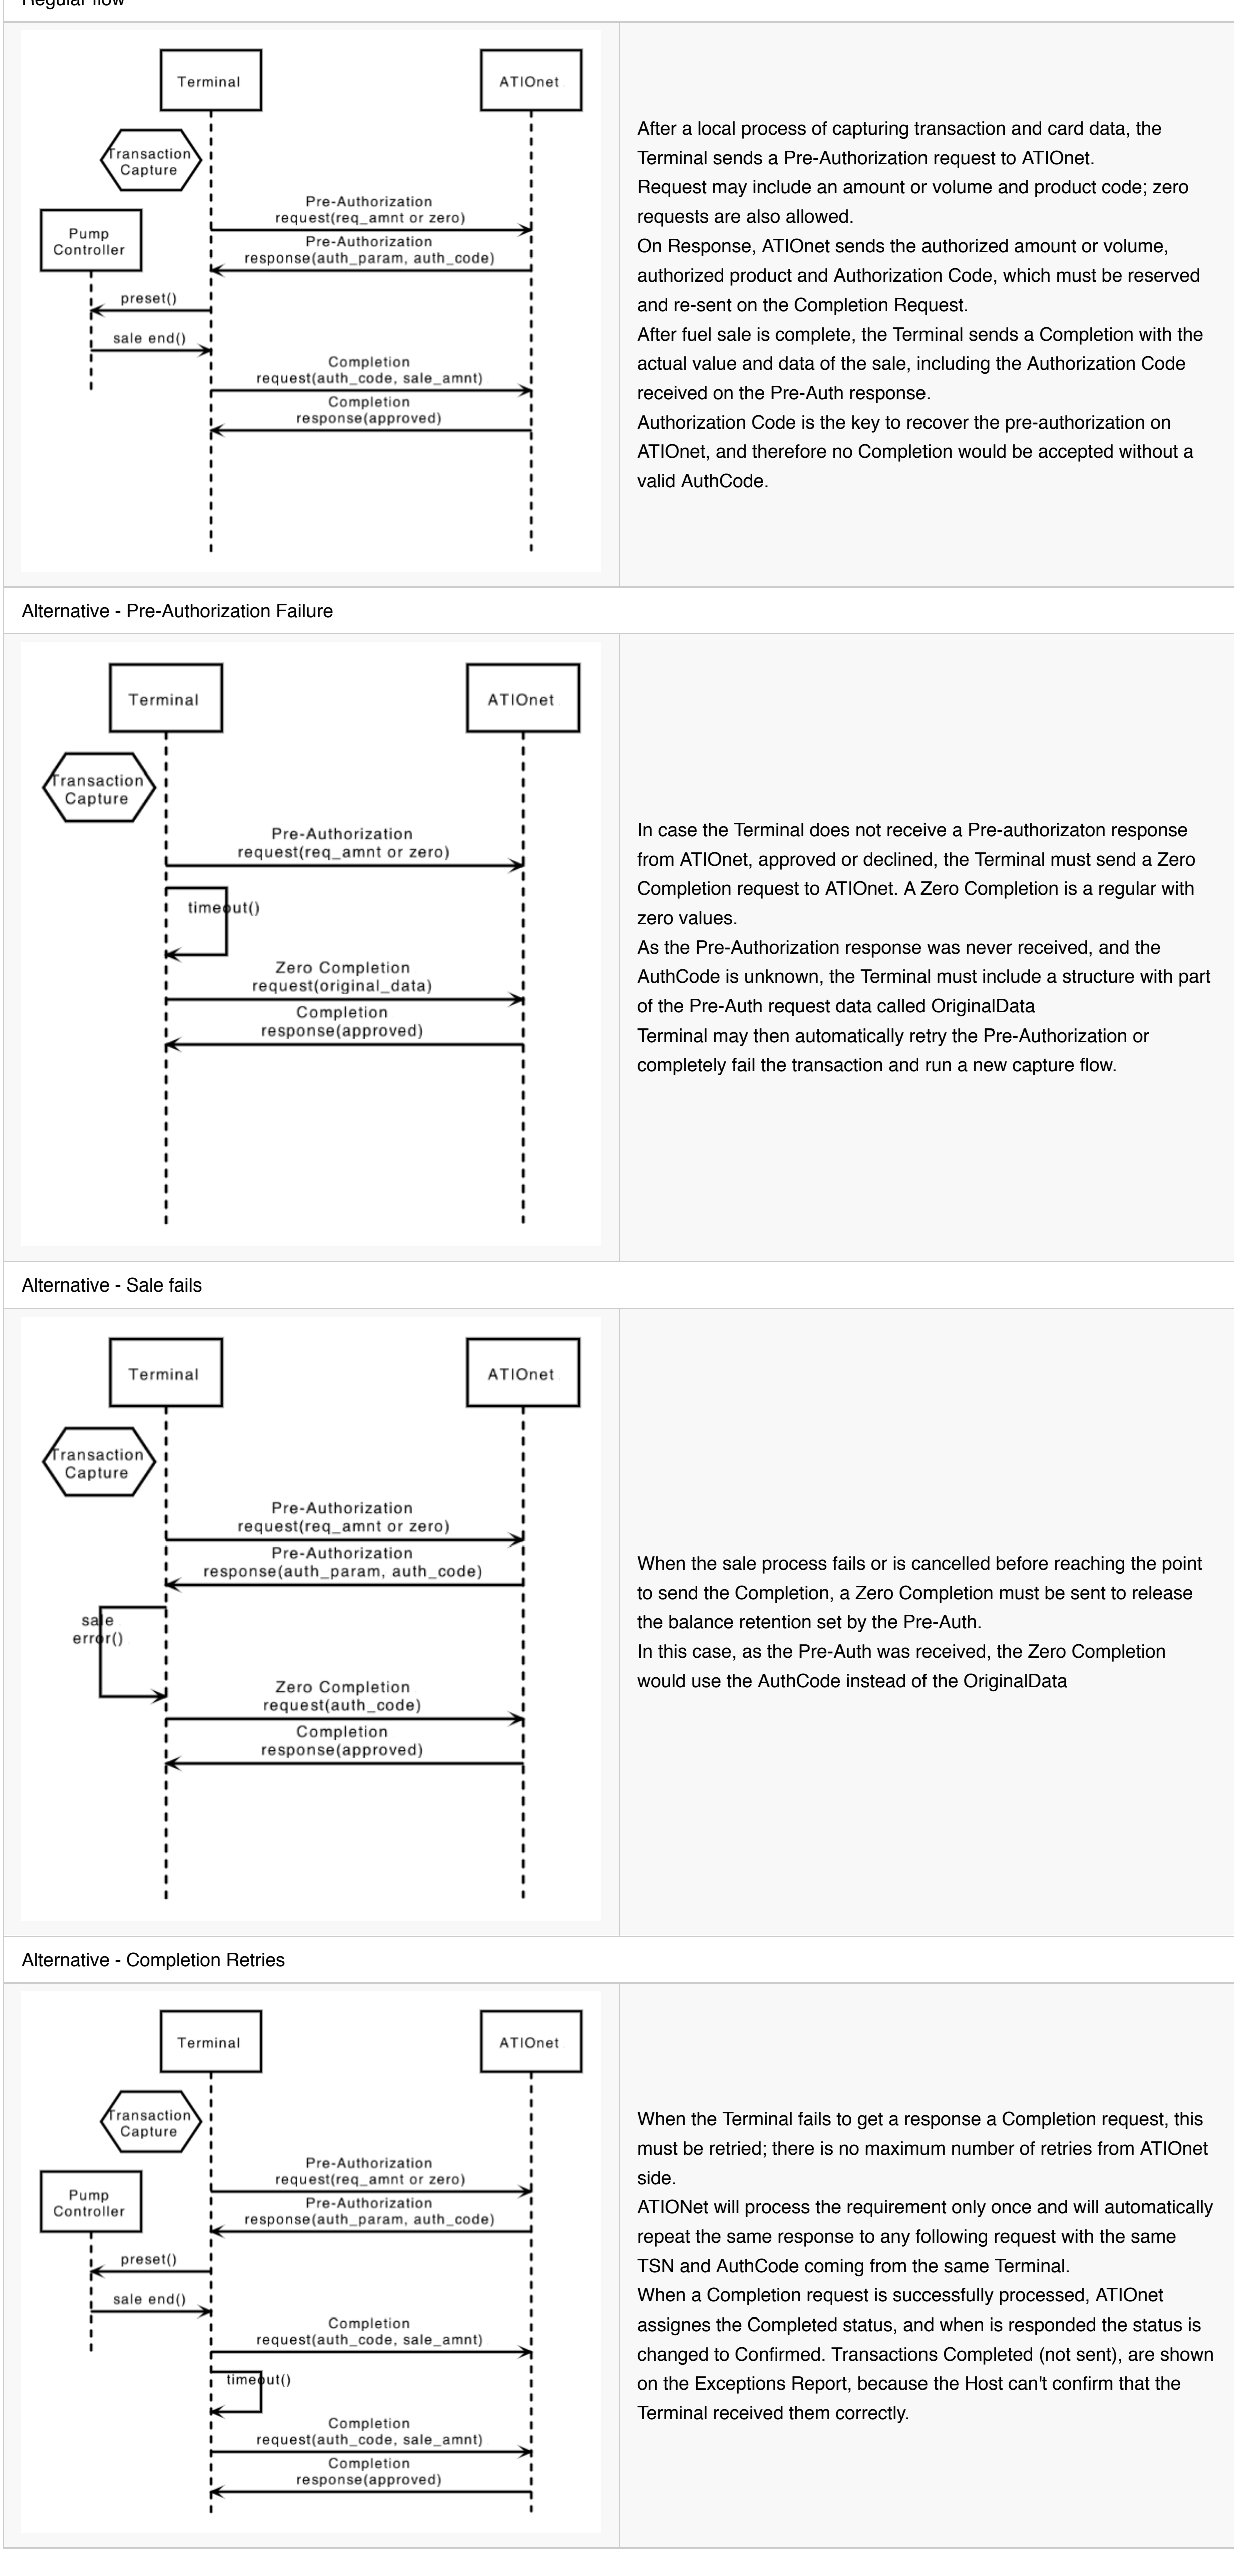 Regular flow
Terminal
ATIOnet
Transaction
Capture
Pre-Authorization
request(req_amnt or zero)
Pump
Controller
Pre-Authorization
response(auth_param, auth_code)
preset()
sale end()
Completion
request(auth_code, sale_amnt)
Completion
response(approved)
After a local process of capturing transaction and card data, the
Terminal sends a Pre-Authorization request to ATIOnet.
Request may include an amount or volume and product code; zero
requests are also allowed.
On Response, ATIOnet sends the authorized amount or volume,
authorized product and Authorization Code, which must be reserved
and re-sent on the Completion Request.
After fuel sale is complete, the Terminal sends a Completion with the
actual value and data of the sale, including the Authorization Code
received on the Pre-Auth response.
Authorization Code is the key to recover the pre-authorization on
ATIOnet, and therefore no Completion would be accepted without a
valid AuthCode.
Alternative - Pre-Authorization Failure
Terminal
ATIOnet
Transaction
Capture
Pre-Authorization
request(req_amnt or zero)
timeout()
Zero Completion
request(original_data)
Completion
response(approved)
In case the Terminal does not receive a Pre-authorizaton response
from ATIOnet, approved or declined, the Terminal must send a Zero
Completion request to ATIOnet. A Zero Completion is a regular with
zero values.
As the Pre-Authorization response was never received, and the
AuthCode is unknown, the Terminal must include a structure with part
of the Pre-Auth request data called OriginalData
Terminal may then automatically retry the Pre-Authorization or
completely fail the transaction and run a new capture flow.
Alternative - Sale fails
Terminal
ATIOnet
Transaction
Capture
Pre-Authorization
request(req_amnt or zero)
Pre-Authorization
response(auth_param, auth_code)
sale
error()
Zero Completion
request(auth_code)
Completion
response(approved)
When the sale process fails or is cancelled before reaching the point
to send the Completion, a Zero Completion must be sent to release
the balance retention set by the Pre-Auth.
In this case, as the Pre-Auth was received, the Zero Completion
would use the AuthCode instead of the OriginalData
Alternative - Completion Retries
Terminal
ATIOnet
Transaction
Capture
Pre-Authorization
request(req_amnt or zero)
Pump
Controller
Pre-Authorization
response(auth_param, auth_code)
preset()
sale end()
Completion
request(auth_code, sale_amnt)
timeout()
Completion
request(auth_code, sale_amnt)
Completion
response(approved)
When the Terminal fails to get a response a Completion request, this
must be retried; there is no maximum number of retries from ATIOnet
side.
ATIONet will process the requirement only once and will automatically
repeat the same response to any following request with the same
TSN and AuthCode coming from the same Terminal.
When a Completion request is successfully processed, ATIOnet
assignes the Completed status, and when is responded the status is
changed to Confirmed. Transactions Completed (not sent), are shown
on the Exceptions Report, because the Host can't confirm that the
Terminal received them correctly.